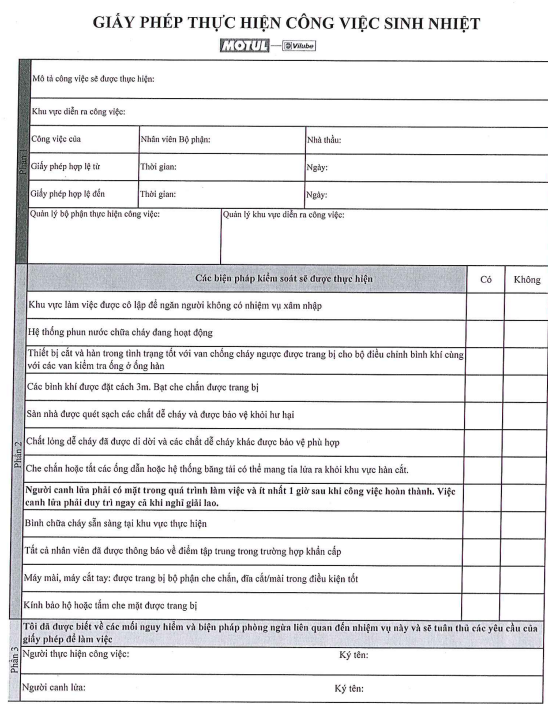 GIẤY PHÉP THỰC HIỆN CÔNG VIỆC SINH NHIỆT
MOTUL — Vilube
Phần 1
Mô tả công việc sẽ được thực hiện:
Khu vực diễn ra công việc:
Công việc của Nhân viên Bộ phận: Nhà thầu:
Giấy phép hợp lệ từ Thời gian: Ngày:
Giấy phép hợp lệ đến Thời gian: Ngày:
Quản lý bộ phận thực hiện công việc: Quản lý khu vực diễn ra công việc:
Phần 2
Các biện pháp kiểm soát sẽ được thực hiện Có Không
Khu vực làm việc được cô lập để ngăn người không có nhiệm vụ xâm nhập
Hệ thống phun nước chữa cháy đang hoạt động
Thiết bị cắt và hàn trong tình trạng tốt với van chống cháy ngược được trang bị cho bộ điều chỉnh bình khí cùng
với các van kiểm tra ống ở ống hàn
Các bình khí được đặt cách 3m. Bạt che chắn được trang bị
Sàn nhà được quét sạch các chất dễ cháy và được bảo vệ khỏi hư hại
Chất lỏng dễ cháy đã được di dời và các chất dễ cháy khác được bảo vệ phù hợp
Che chắn hoặc tắt các ống dẫn hoặc hệ thống băng tải có thể mang tia lửa ra khỏi khu vực hàn cắt.
Người canh lửa phải có mặt trong quá trình làm việc và ít nhất 1 giờ sau khi công việc hoàn thành. Việc
canh lửa phải duy trì ngay cả khi nghĩ giải lao.
Bình chữa cháy sẵn sàng tại khu vực thực hiện
Tất cả nhân viên đã được thông báo về điểm tập trung trong trường hợp khẩn cấp
Máy mài, máy cắt tay: được trang bị bộ phận che chắn, đĩa cắt/mài trong điều kiện tốt
Kính bảo hộ hoặc tấm che mặt được trang bị
Phần 3
Tôi đã được biết về các mối nguy hiểm và biện pháp phòng ngừa liên quan đến nhiệm vụ này và sẽ tuân thủ các yêu cầu của
giấy phép để làm việc
Người thực hiện công việc: Ký tên:
Người canh lửa: Ký tên: